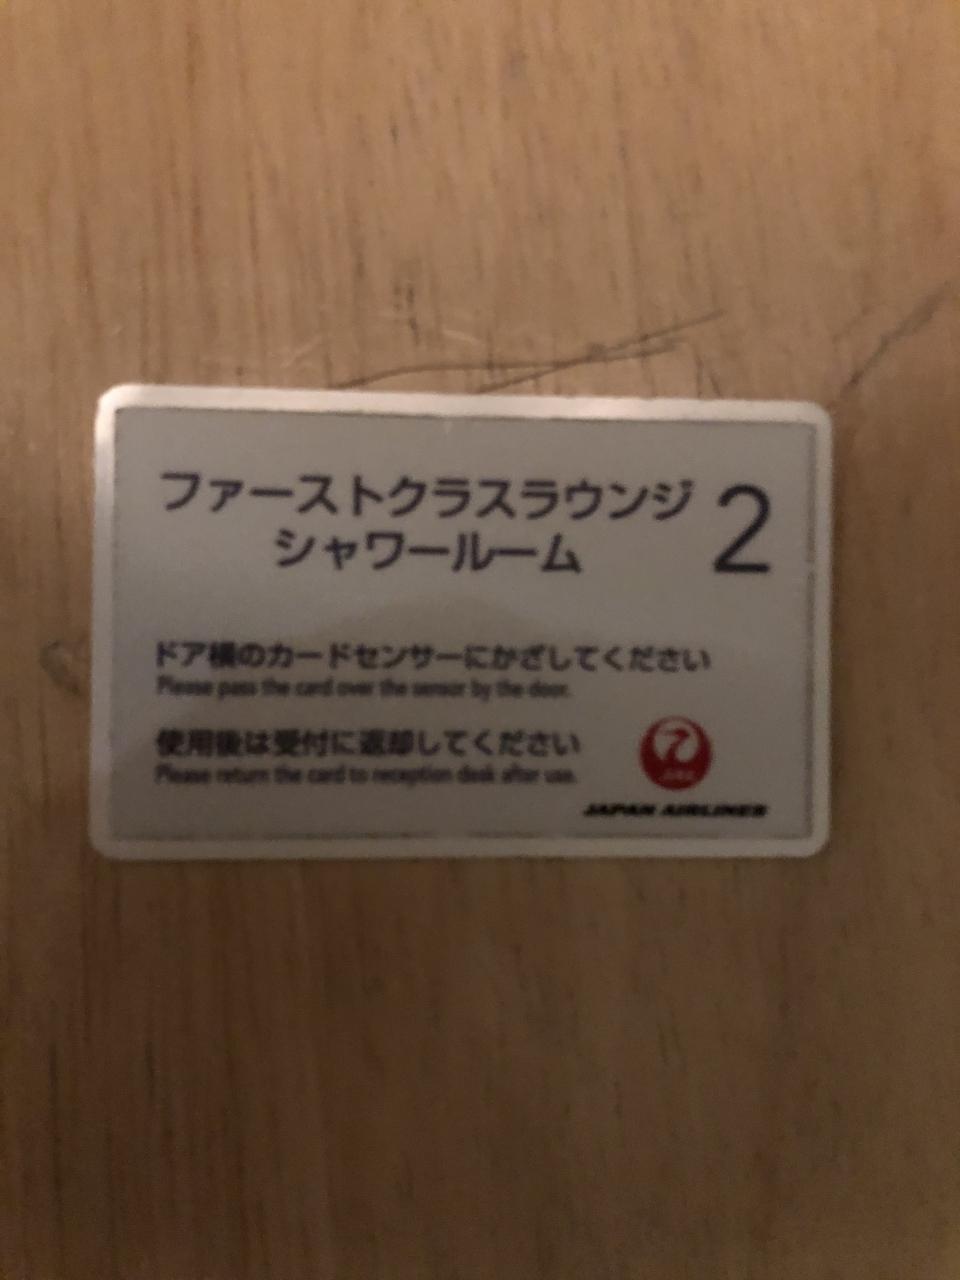 ファーストクラスラウンジ 2
シャワールーム
ドア横のカードセンサーにかざしてください
Please pass the card over the sensor by the door.
使用後は受付に返却してください
Please return the card to reception desk after use.
JAL
JAPAN AIRLINES